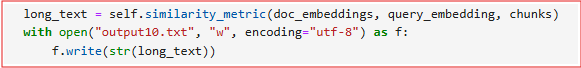 long_text = self.similarity_metric(doc_embeddings, query_embedding, chunks)
with open("output10.txt", "w", encoding="utf-8") as f:
    f.write(str(long_text))